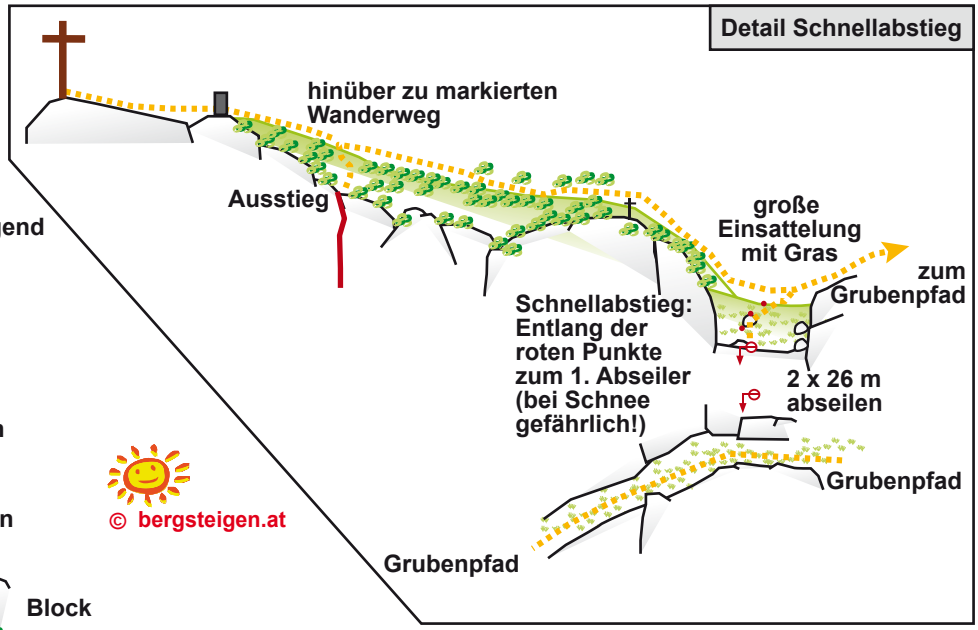 Detail Schnellabstieg
hinüber zu markierten
Wanderweg
Ausstieg
große
Einsattelung
mit Gras
zum
Grubenpfad
Schnellabstieg:
Entlang der
roten Punkte
zum 1. Abseiler
(bei Schnee
gefährlich!)
2 x 26 m
abseilen
Grubenpfad
Grubenpfad
© bergsteigen.at
Block